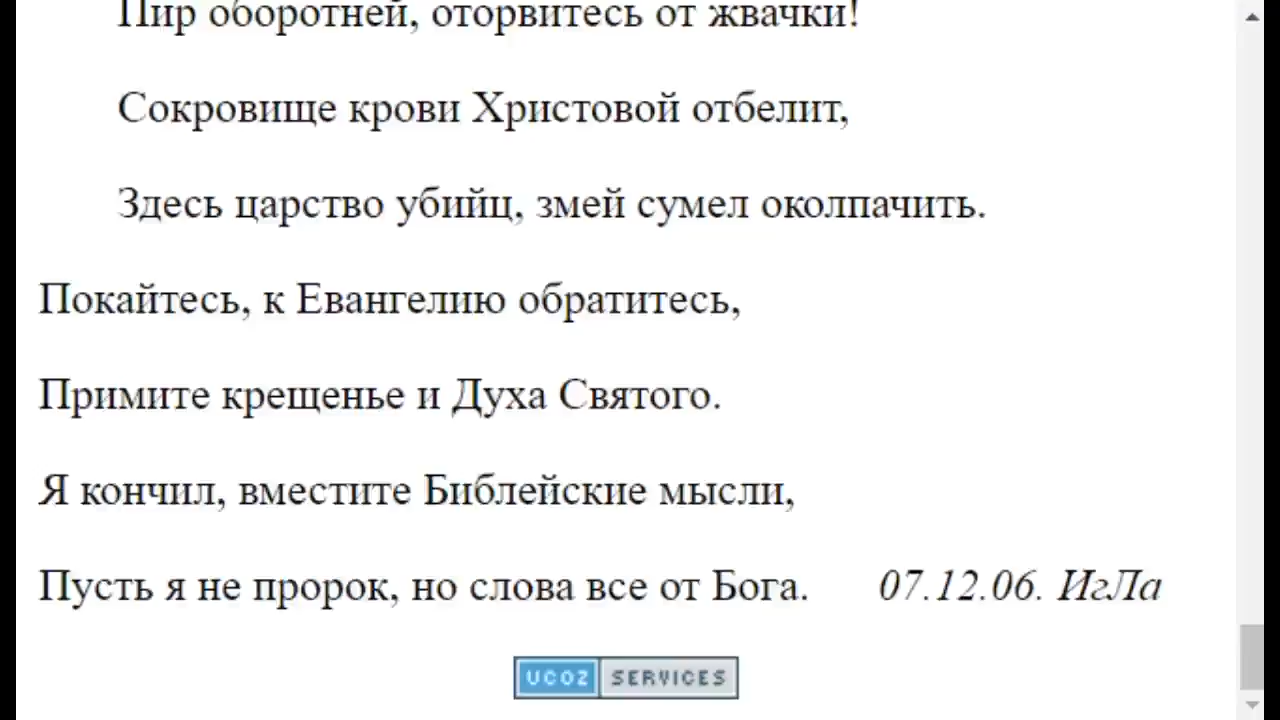 Пир оборотней, оторвитесь от жвачки!
Сокровище крови Христовой отбелит,
Здесь царство убийц, змей сумел околпачить.
Покайтесь, к Евангелию обратитесь,
Примите крещенье и Духа Святого.
Я кончил, вместите Библейские мысли,
Пусть я не пророк, но слова все от Бога. 07.12.06. ИгЛа
UCOZ SERVICES